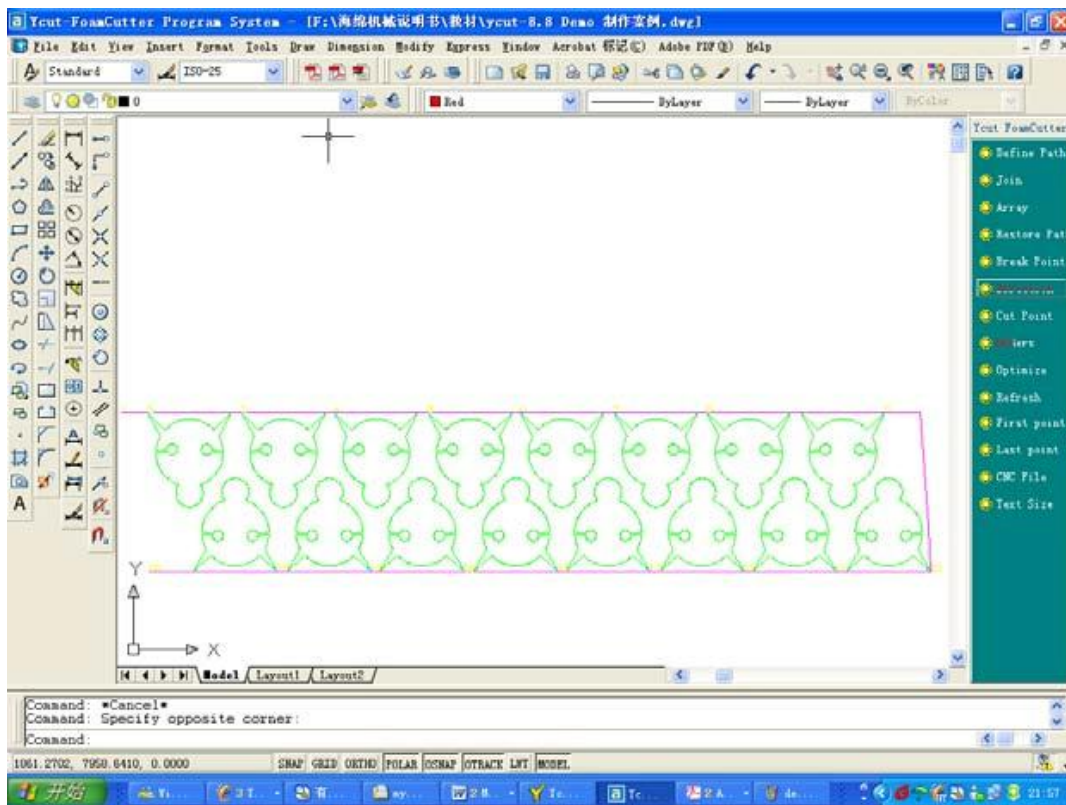 Ycut-FoamCutter Program System - [F:\海绵机械说明书\教材\ycut-8.8 Demo 制作案例.dwg]
File Edit View Insert Format Tools Draw Dimension Modify Express Window Acrobat 标记(C) Adobe PDF(Q) Help
Standard ISO-25
0 Red ByLayer ByLayer ByColor
Ycut FoamCutter
Define Path
Join
Array
Restore Pat
Break Point
Cut Point
Optimize
Refresh
First point
Last point
CNC File
Text Size
Y
X
Model Layout1 Layout2
Command: *Cancel*
Command: Specify opposite corner:
Command:
1061.2702, 7958.6410, 0.0000 SNAP GRID ORTHO POLAR OSNAP OTRACK LWT MODEL
开始 21:57